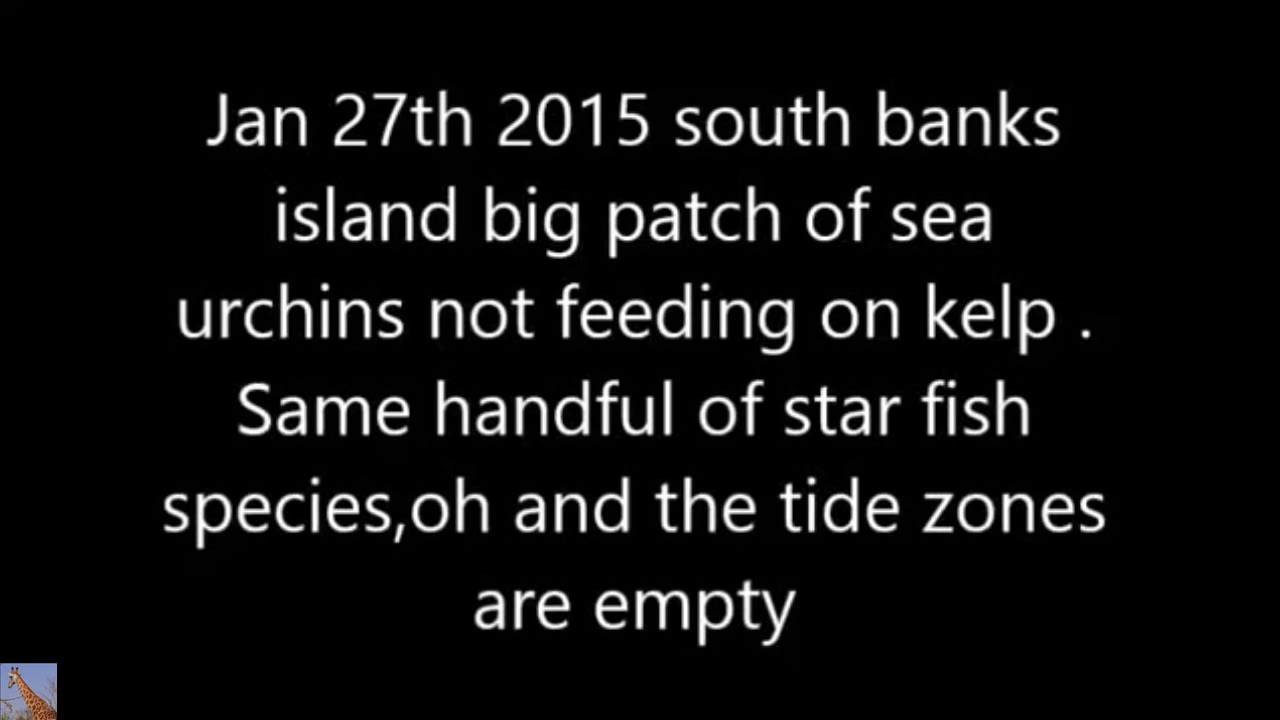 Jan 27th 2015 south banks
island big patch of sea
urchins not feeding on kelp .
Same handful of star fish
species,oh and the tide zones
are empty